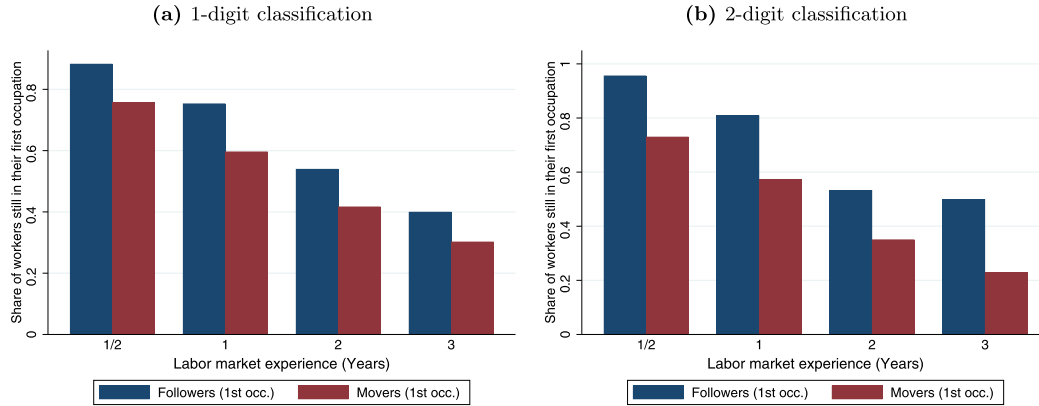 (a) 1-digit classification
Share of workers still in their first occupation
0.8
0.6
0.4
0.2
0
1/2 1 2 3
Labor market experience (Years)
Followers (1st occ.) Movers (1st occ.)
(b) 2-digit classification
Share of workers still in their first occupation
1
0.8
0.6
0.4
0.2
0
1/2 1 2 3
Labor market experience (Years)
Followers (1st occ.) Movers (1st occ.)